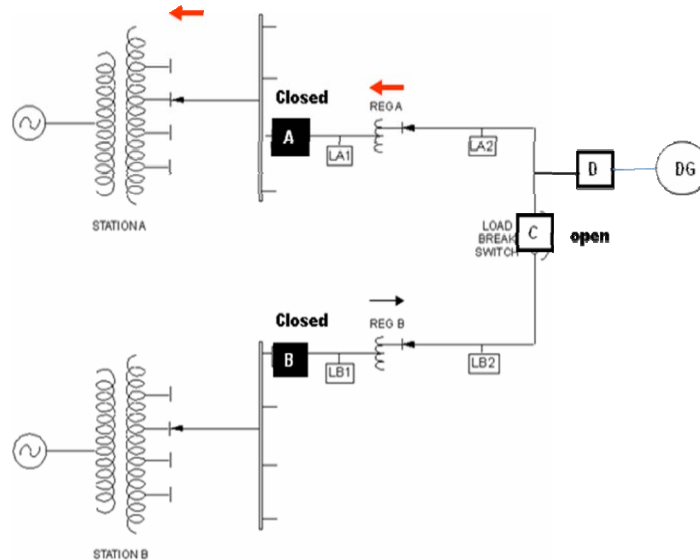 Closed
REG A
A
LA1
LA2
D
DG
STATION A
LOAD
BREAK
SWITCH
C
open
Closed
REG B
B
LB1
LB2
STATION B